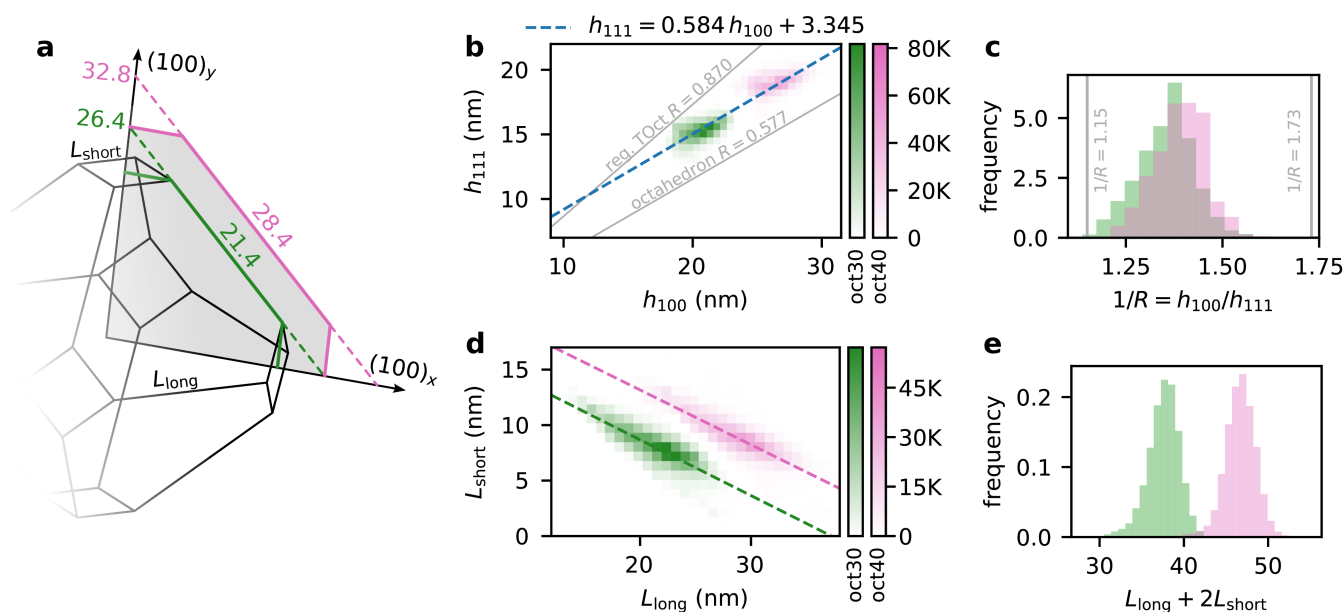 a
(100)y
32.8
26.4
Lshort
28.4
21.4
Llong
(100)x
h111 = 0.584 h100 + 3.345
b
20
15
10
h111 (nm)
reg. TOct R = 0.870
octahedron R = 0.577
10
20
30
h100 (nm)
80K
60K
40K
20K
0
oct30
oct40
c
frequency
5.0
2.5
0.0
1/R = 1.15
1/R = 1.73
1.25
1.50
1.75
1/R = h100/h111
d
15
10
5
0
Lshort (nm)
20
30
Llong (nm)
45K
30K
15K
0
oct30
oct40
e
frequency
0.2
0.1
0.0
30
40
50
Llong + 2Lshort